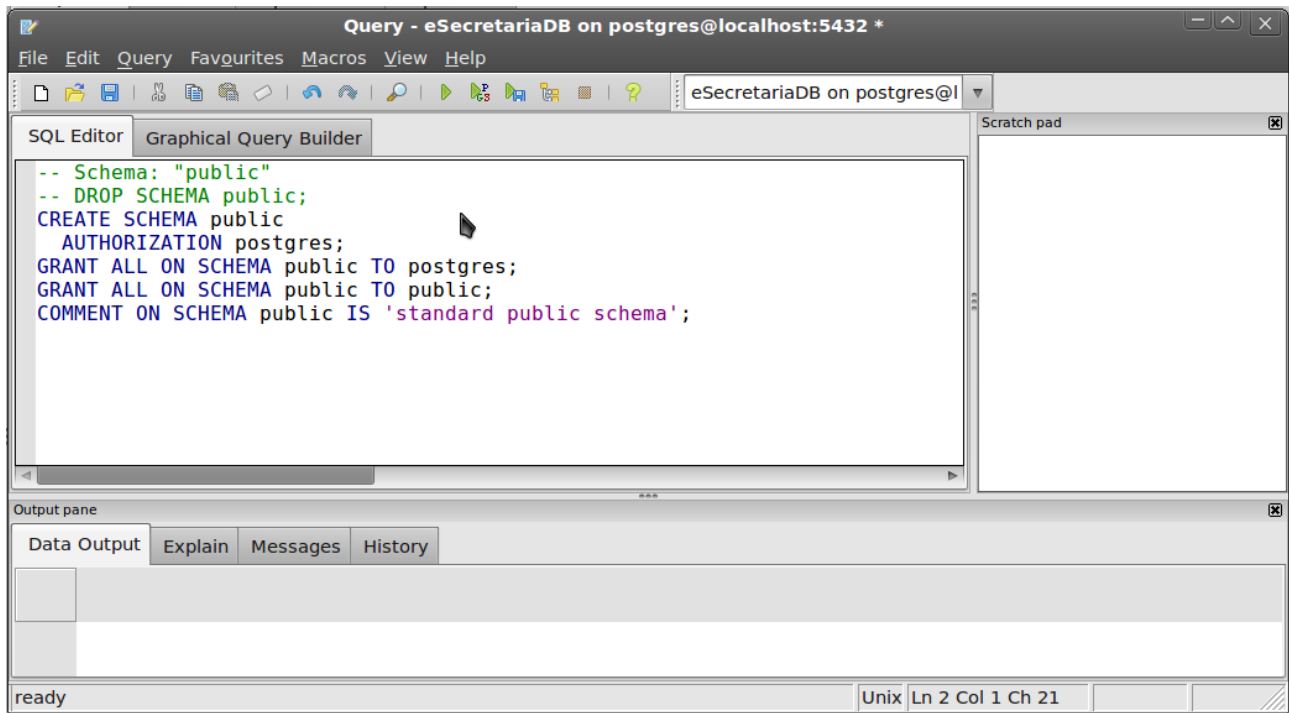 Query - eSecretariaDB on postgres@localhost:5432 *
File Edit Query Favourites Macros View Help
eSecretariaDB on postgres@l
SQL Editor Graphical Query Builder
Scratch pad
-- Schema: "public"
-- DROP SCHEMA public;
CREATE SCHEMA public
  AUTHORIZATION postgres;
GRANT ALL ON SCHEMA public TO postgres;
GRANT ALL ON SCHEMA public TO public;
COMMENT ON SCHEMA public IS 'standard public schema';
Output pane
Data Output Explain Messages History
ready Unix Ln 2 Col 1 Ch 21